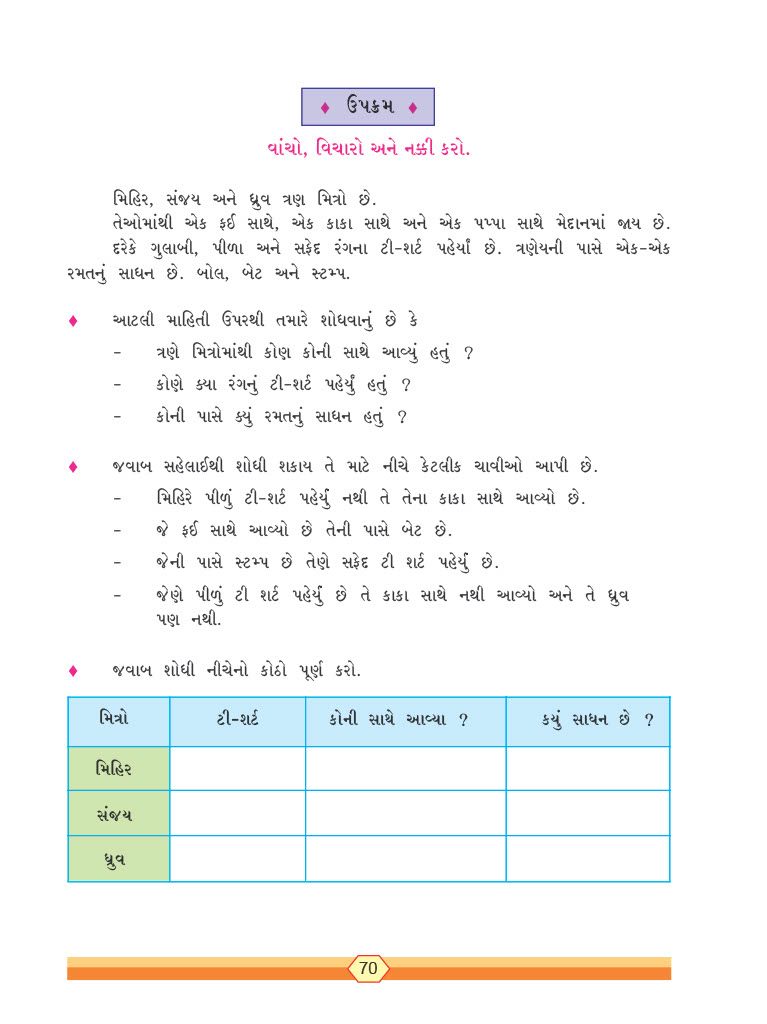 ♦ ઉપક્રમ ♦
વાંચો, વિચારો અને નક્કી કરો.
મિહિર, સંજય અને ધ્રુવ ત્રણ મિત્રો છે.
તેઓમાંથી એક ફઈ સાથે, એક કાકા સાથે અને એક પપ્પા સાથે મેદાનમાં જાય છે.
દરેકે ગુલાબી, પીળા અને સફેદ રંગના ટી-શર્ટ પહેર્યાં છે. ત્રણેયની પાસે એક-એક
રમતનું સાધન છે. બોલ, બેટ અને સ્ટમ્પ.
♦ આટલી માહિતી ઉપરથી તમારે શોધવાનું છે કે
– ત્રણે મિત્રોમાંથી કોણ કોની સાથે આવ્યું હતું ?
– કોણે ક્યા રંગનું ટી-શર્ટ પહેર્યું હતું ?
– કોની પાસે ક્યું રમતનું સાધન હતું ?
♦ જવાબ સહેલાઈથી શોધી શકાય તે માટે નીચે કેટલીક ચાવીઓ આપી છે.
– મિહિરે પીળું ટી-શર્ટ પહેર્યું નથી તે તેના કાકા સાથે આવ્યો છે.
– જે ફઈ સાથે આવ્યો છે તેની પાસે બેટ છે.
– જેની પાસે સ્ટમ્પ છે તેણે સફેદ ટી શર્ટ પહેર્યું છે.
– જેણે પીળું ટી શર્ટ પહેર્યું છે તે કાકા સાથે નથી આવ્યો અને તે ધ્રુવ
પણ નથી.
♦ જવાબ શોધી નીચેનો કોઠો પૂર્ણ કરો.
મિત્રો ટી-શર્ટ કોની સાથે આવ્યા ? કયું સાધન છે ?
મિહિર
સંજય
ધ્રુવ
70